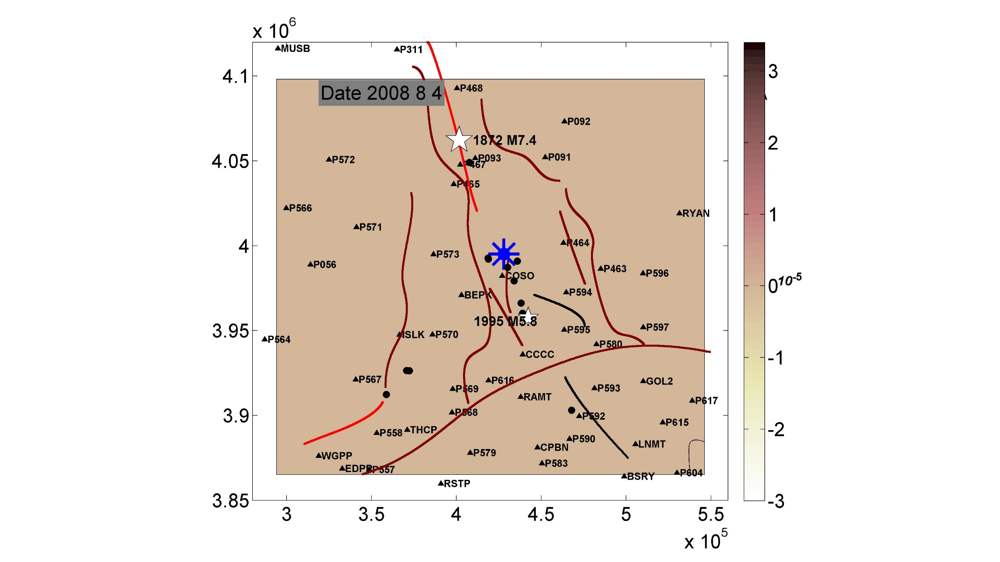 x 10^6
MUSB
P311
4.1
Date 2008 8 4
P468
3
P092
1872 M7.4
2
P572
P093
P091
4.05
P467
P465
P566
RYAN
1
P571
4
P464
P573
P056
P463
P596
COSO
0
10^-5
BEPK
P594
1995 M5.8
3.95
P595
P597
ISLK
P570
P564
P580
CCCC
-1
P567
P616
GOL2
P569
P593
RAMT
P617
P568
3.9
P592
P615
THCP
P558
-2
P590
CPBN
LNMT
P579
WGPP
P583
EDPP
P557
P604
BSRY
RSTP
3.85
-3
3
3.5
4
4.5
5
5.5
x 10^5